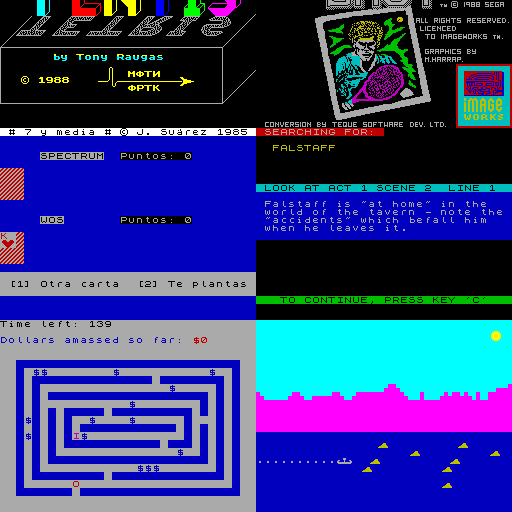 by Tony Raugas
© 1988
МФТИ
ФРТК
TM © 1988 SEGA
ALL RIGHTS RESERVED.
LICENCED
TO IMAGEWORKS TM.
GRAPHICS BY
M.HARRAP.
IMAGE
WORKS
CONVERSION BY TEQUE SOFTWARE DEV. LTD.
# 7 y media # © J. Suárez 1985
SPECTRUM Puntos: 0
WOS Puntos: 0
K
[1] Otra carta [2] Te plantas
SEARCHING FOR:
FALSTAFF
LOOK AT ACT 1 SCENE 2 LINE 1
Falstaff is "at home" in the
world of the tavern - note the
"accidents" which befall him
when he leaves it.
TO CONTINUE, PRESS KEY 'C'
Time left: 139
Dollars amassed so far: $0